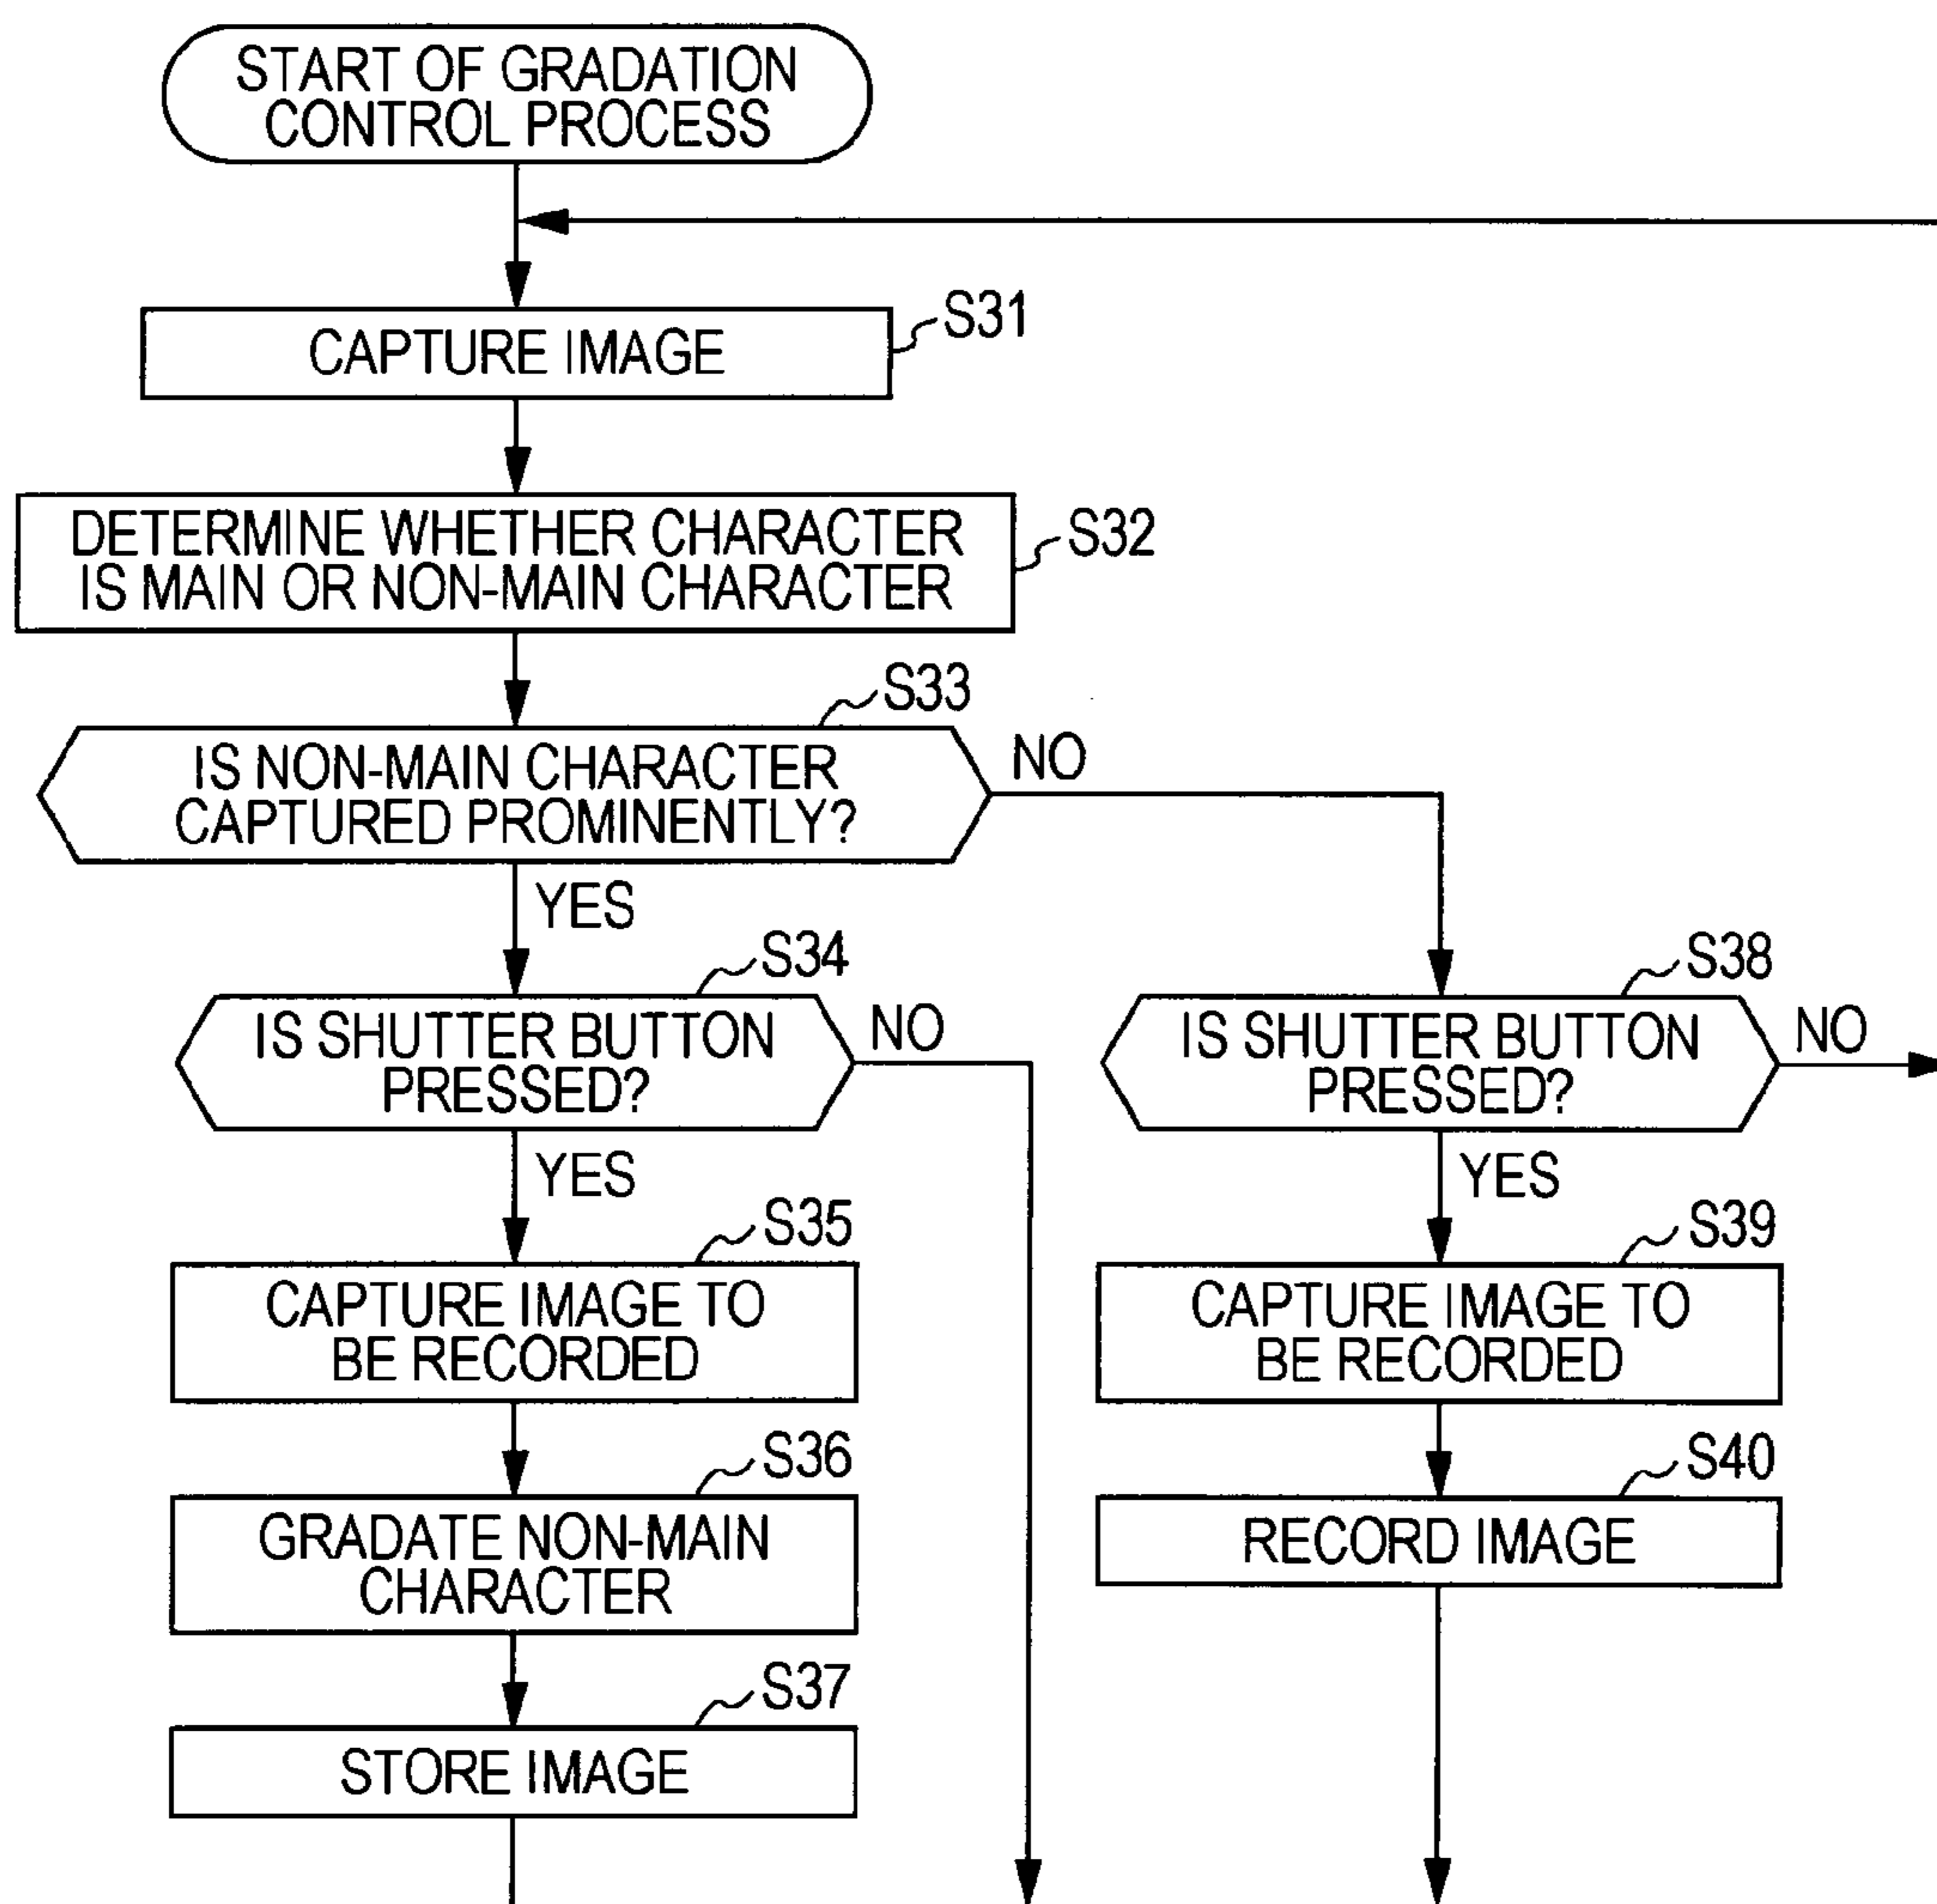 START OF GRADATION
CONTROL PROCESS
CAPTURE IMAGE
S31
DETERMINE WHETHER CHARACTER
IS MAIN OR NON-MAIN CHARACTER
S32
S33
IS NON-MAIN CHARACTER
CAPTURED PROMINENTLY?
NO
YES
S34
IS SHUTTER BUTTON
PRESSED?
NO
YES
S35
CAPTURE IMAGE TO
BE RECORDED
S36
GRADATE NON-MAIN
CHARACTER
S37
STORE IMAGE
S38
IS SHUTTER BUTTON
PRESSED?
NO
YES
S39
CAPTURE IMAGE TO
BE RECORDED
S40
RECORD IMAGE